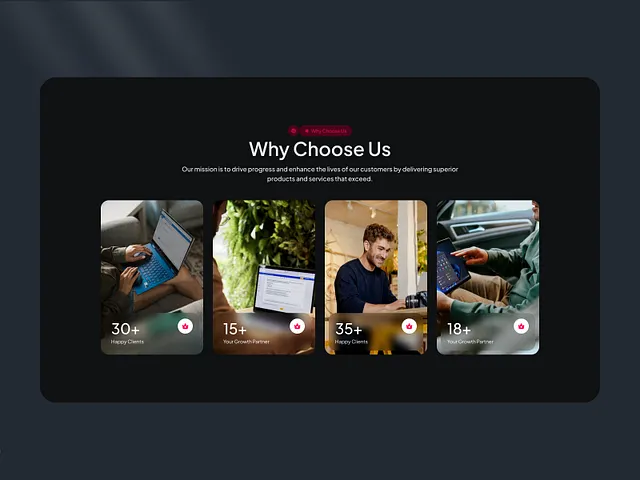 Why Choose Us
Why Choose Us
Our mission is to drive progress and enhance the lives of our customers by delivering superior
products and services that exceed.
30+
Happy Clients
15+
Your Growth Partner
35+
Happy Clients
18+
Your Growth Partner